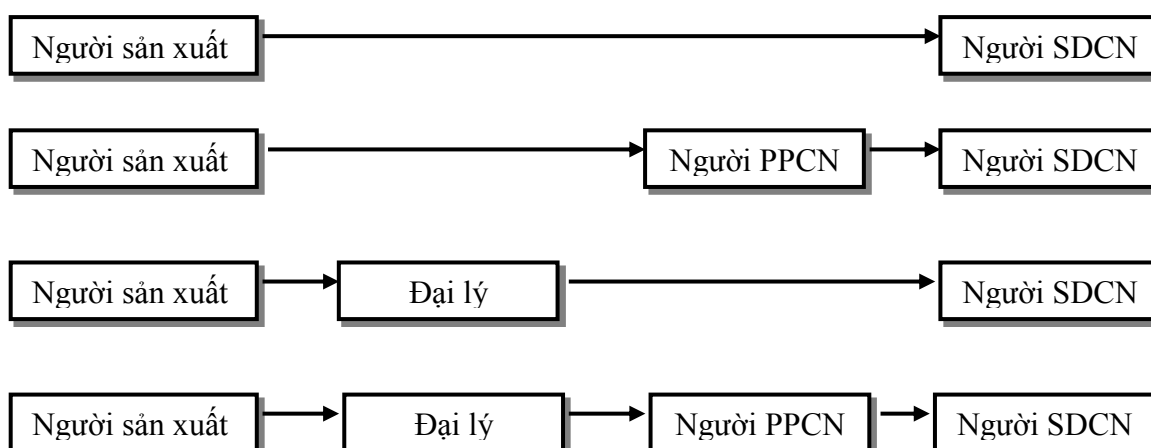 Người sản xuất Người SDCN
Người sản xuất Người PPCN Người SDCN
Người sản xuất Đại lý Người SDCN
Người sản xuất Đại lý Người PPCN Người SDCN